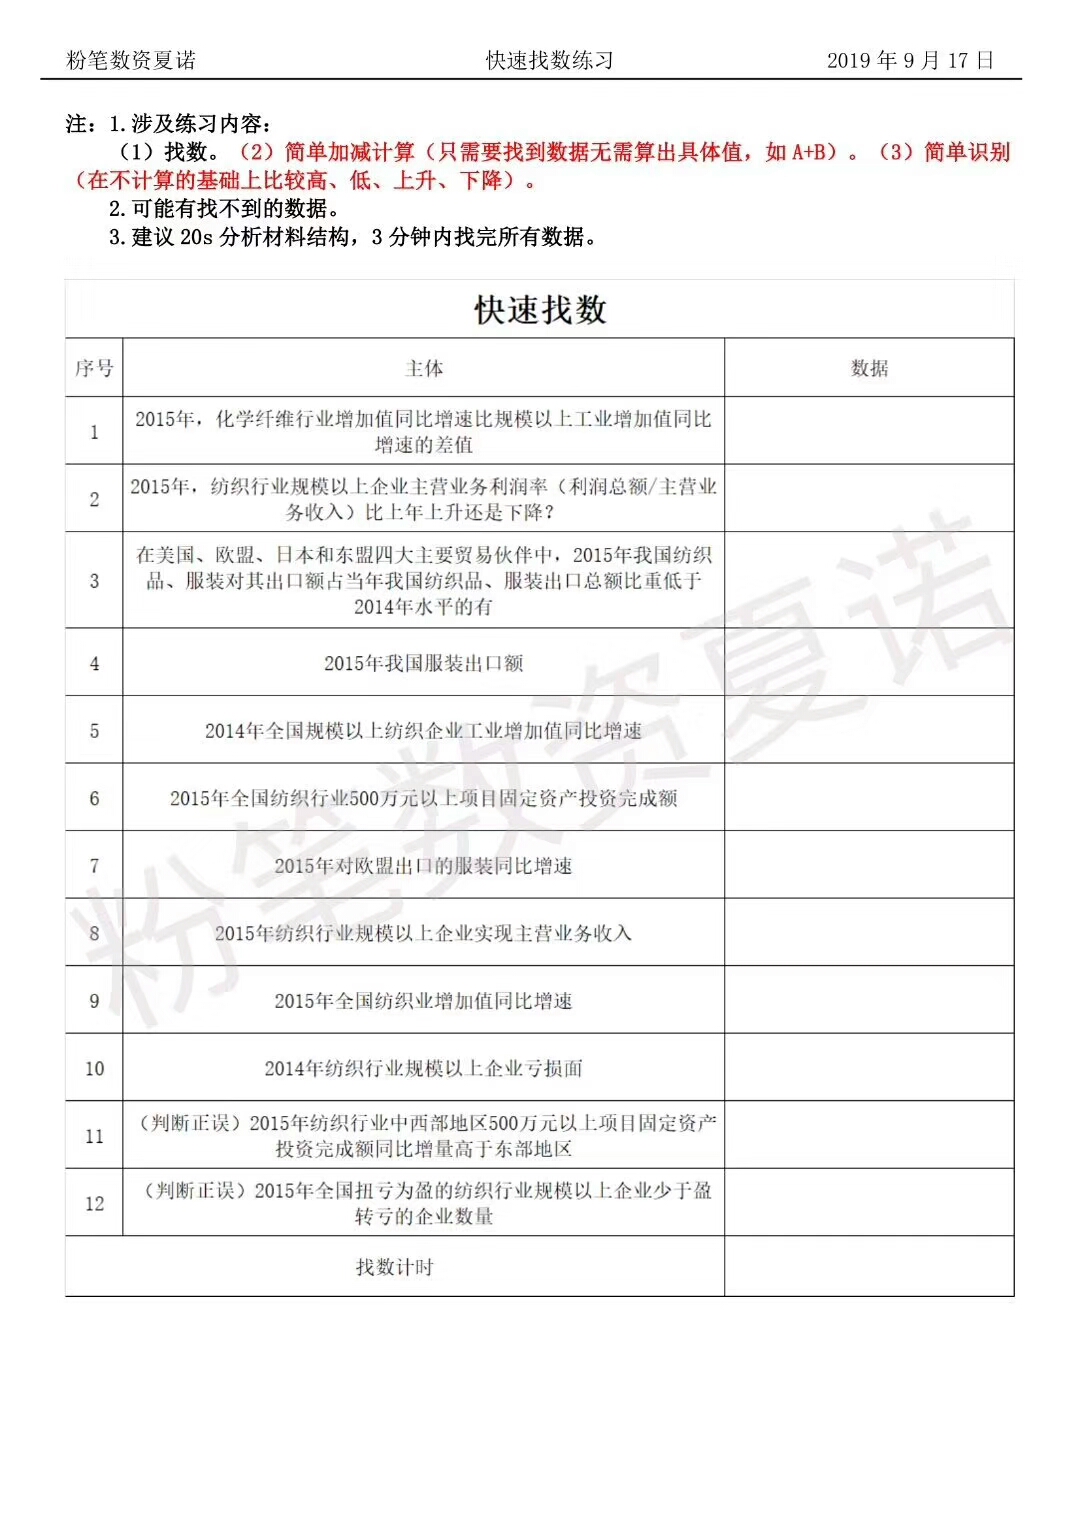 粉笔数资夏诺 快速找数练习 2019 年 9 月 17 日
注：1.涉及练习内容：
（1）找数。（2）简单加减计算（只需要找到数据无需算出具体值，如 A+B）。（3）简单识别
（在不计算的基础上比较高、低、上升、下降）。
2.可能有找不到的数据。
3.建议 20s 分析材料结构，3 分钟内找完所有数据。
快速找数
序号 主体 数据
1 2015年，化学纤维行业增加值同比增速比规模以上工业增加值同比
增速的差值
2 2015年，纺织行业规模以上企业主营业务利润率（利润总额/主营业
务收入）比上年上升还是下降？
3 在美国、欧盟、日本和东盟四大主要贸易伙伴中，2015年我国纺织
品、服装对其出口额占当年我国纺织品、服装出口总额比重低于
2014年水平的有
4 2015年我国服装出口额
5 2014年全国规模以上纺织企业工业增加值同比增速
6 2015年全国纺织行业500万元以上项目固定资产投资完成额
7 2015年对欧盟出口的服装同比增速
8 2015年纺织行业规模以上企业实现主营业务收入
9 2015年全国纺织业增加值同比增速
10 2014年纺织行业规模以上企业亏损面
11 （判断正误）2015年纺织行业中西部地区500万元以上项目固定资产
投资完成额同比增量高于东部地区
12 （判断正误）2015年全国扭亏为盈的纺织行业规模以上企业少于盈
转亏的企业数量
找数计时
粉笔数资夏诺